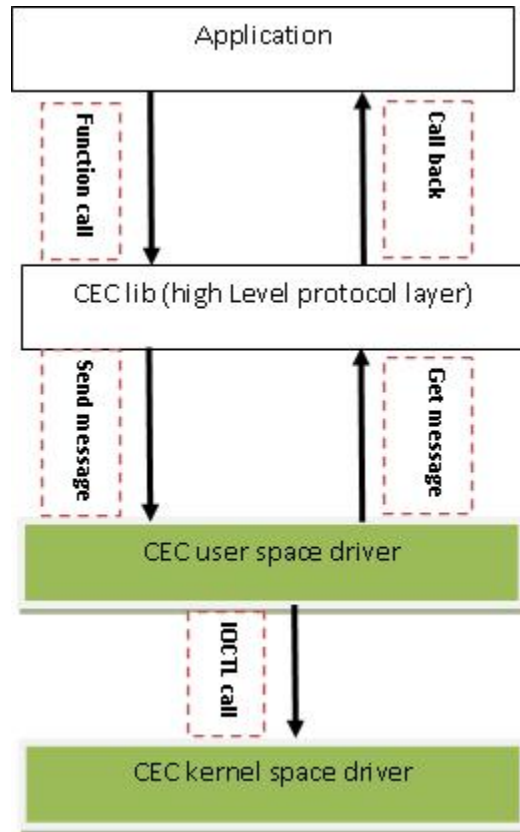 Application
Function call
Call back
CEC lib (high Level protocol layer)
Send message
Get message
CEC user space driver
IOCTL call
CEC kernel space driver